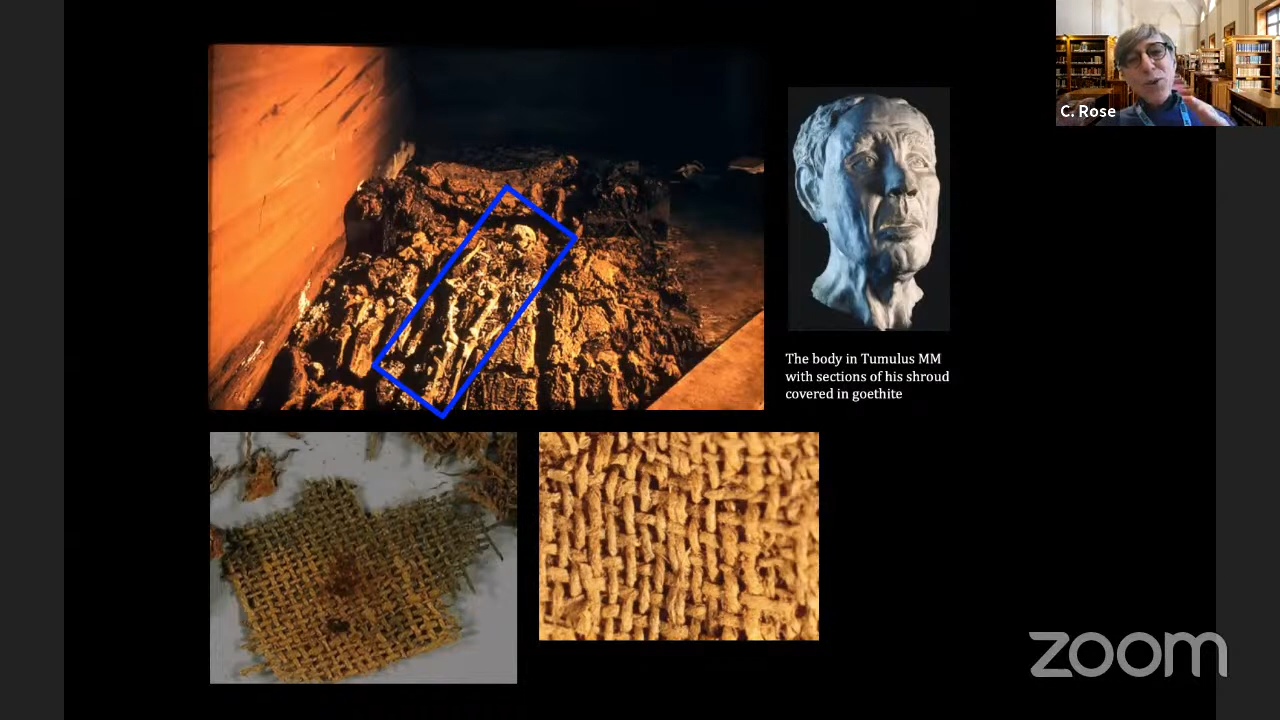 C. Rose
The body in Tumulus MM
with sections of his shroud
covered in goethite
zoom